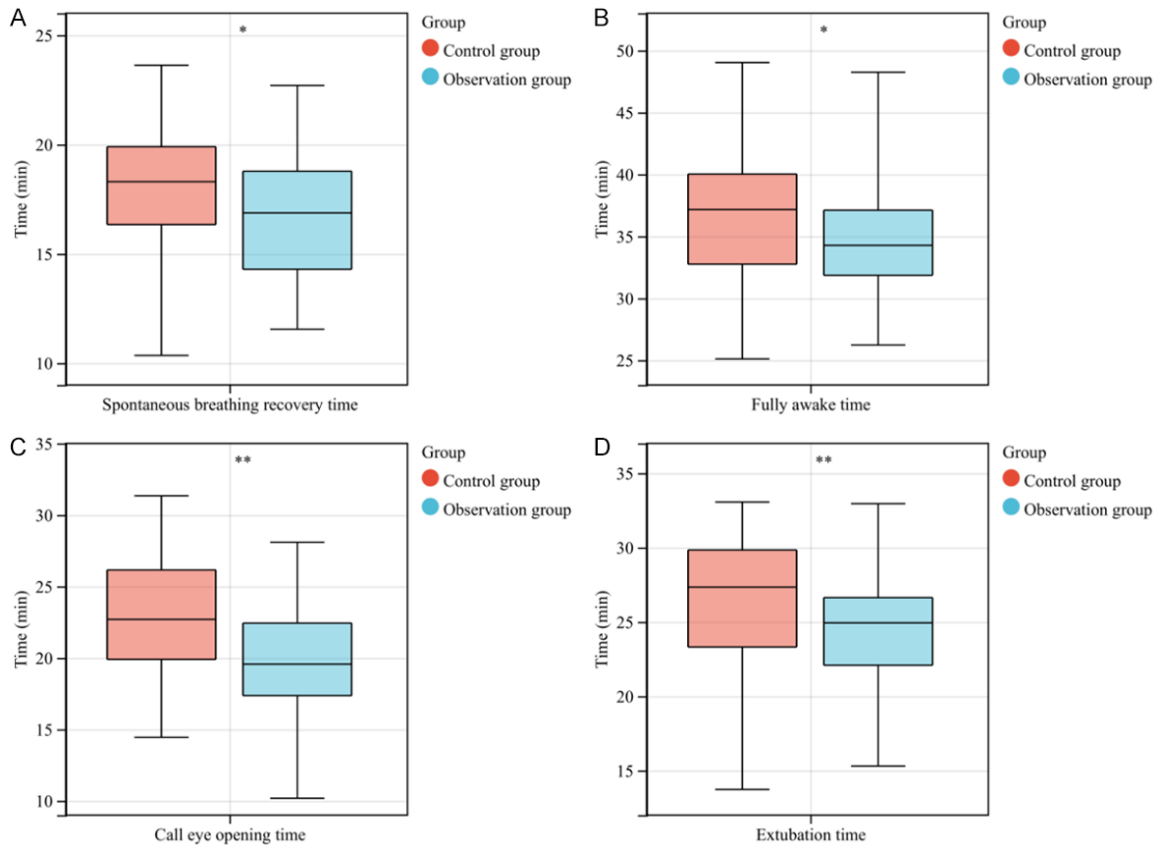 A
*
25
20
15
10
Time (min)
Spontaneous breathing recovery time
Group
Control group
Observation group
B
*
50
45
40
35
30
25
Time (min)
Fully awake time
Group
Control group
Observation group
C
**
35
30
25
20
15
10
Time (min)
Call eye opening time
Group
Control group
Observation group
D
**
35
30
25
20
15
Time (min)
Extubation time
Group
Control group
Observation group